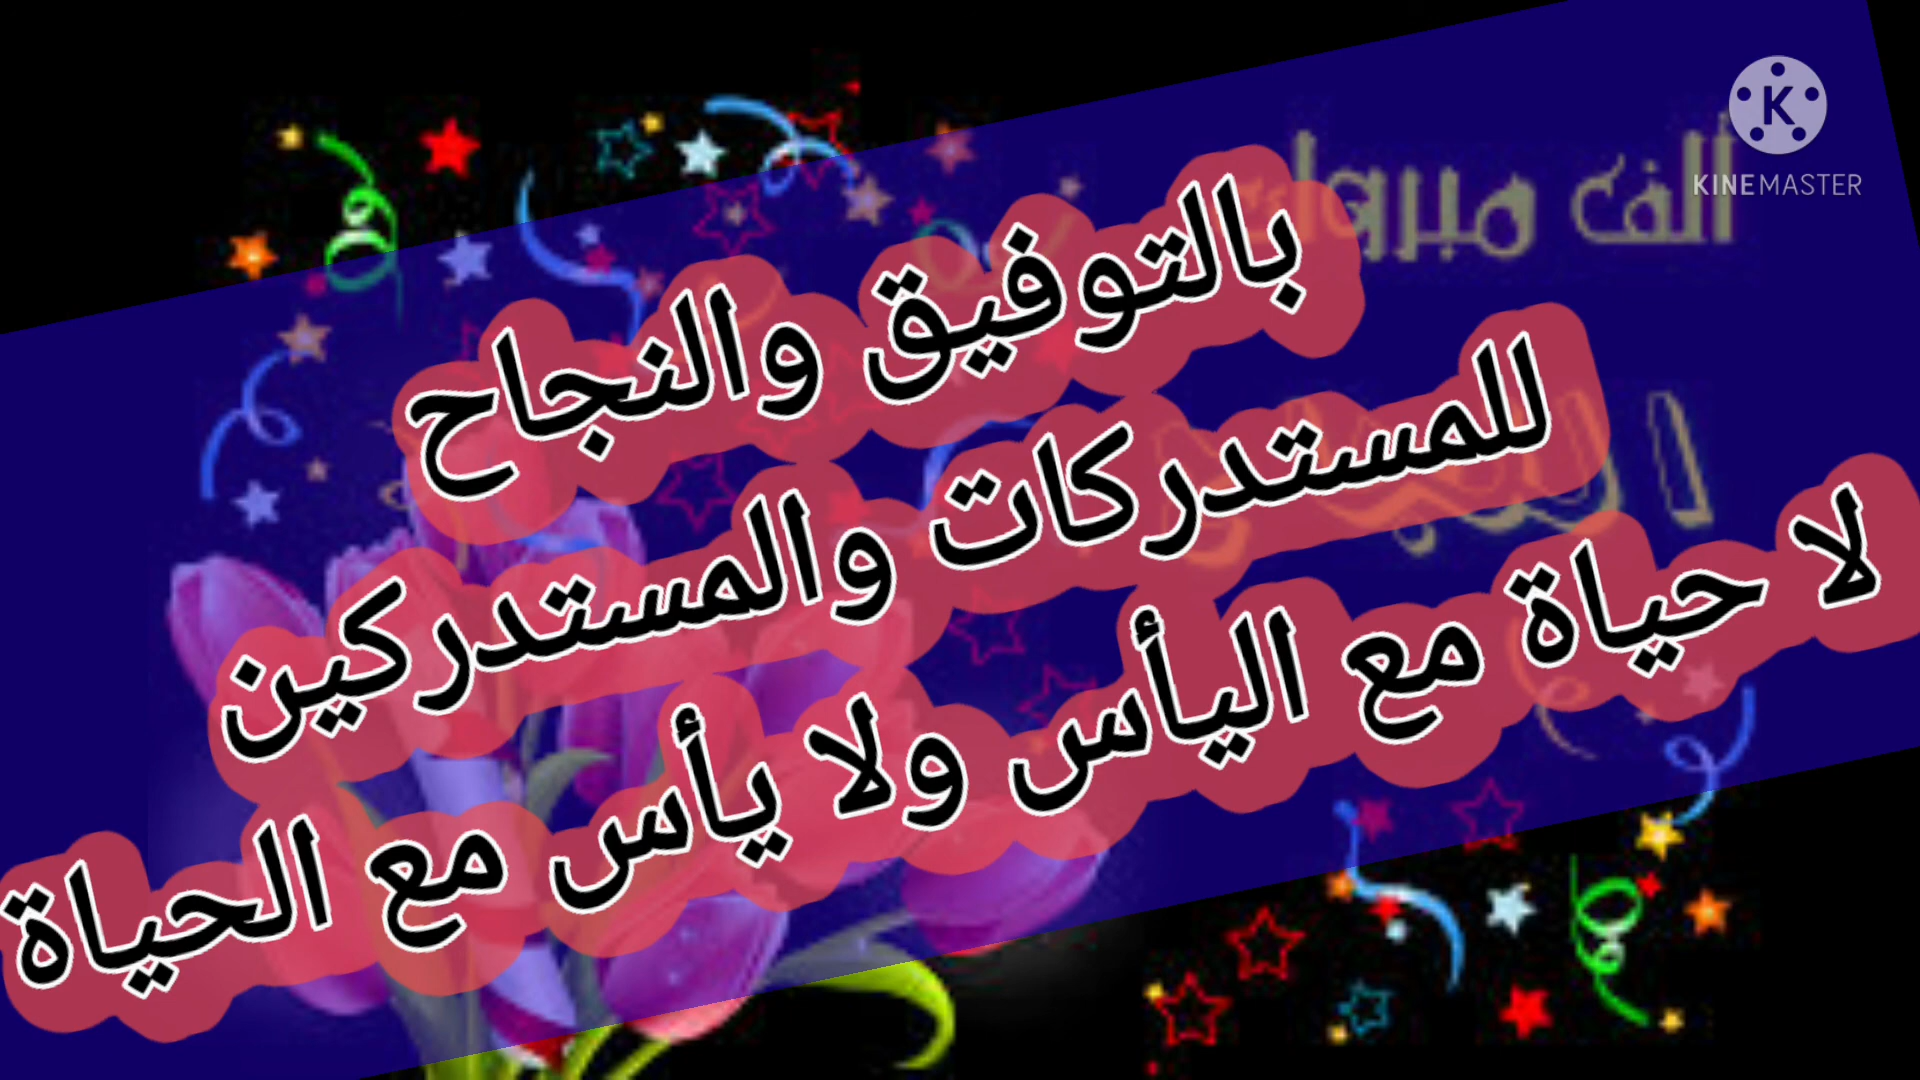 ألف مبروك
KINEMASTER
بالتوفيق والنجاح
للمستدركات والمستدركين
لا حياة مع اليأس ولا يأس مع الحياة